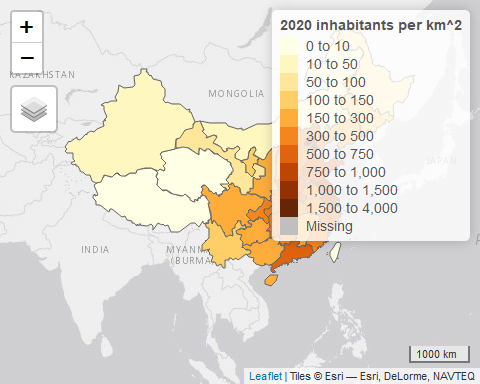 +
−
KAZAKHSTAN
MONGOLIA
INDIA
MYANM
(BURMA
JAPAN
2020 inhabitants per km^2
0 to 10
10 to 50
50 to 100
100 to 150
150 to 300
300 to 500
500 to 750
750 to 1,000
1,000 to 1,500
1,500 to 4,000
Missing
1000 km
Leaflet | Tiles © Esri — Esri, DeLorme, NAVTEQ